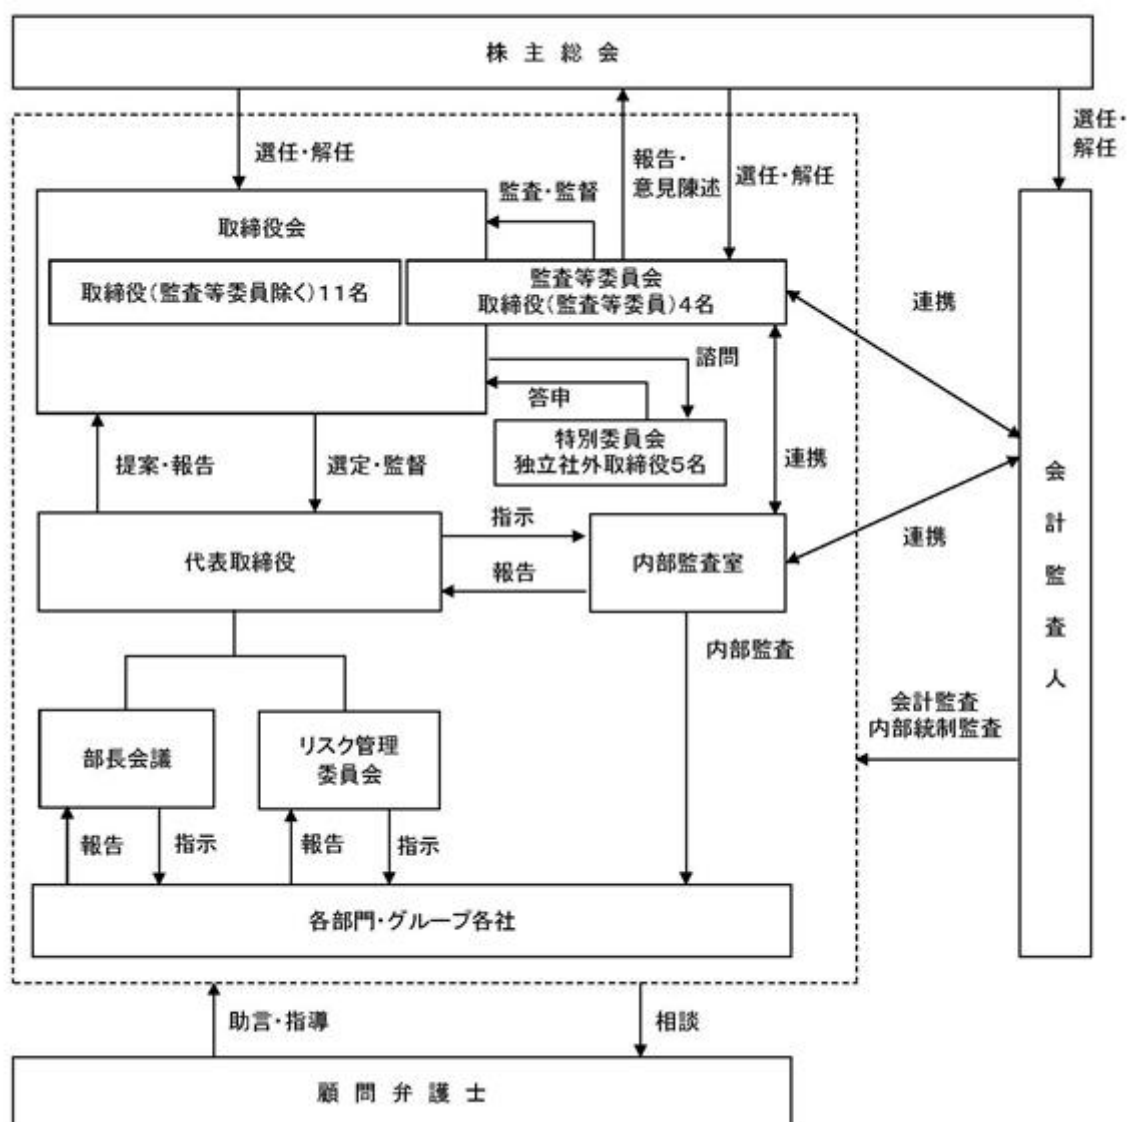 株主総会
選任・解任
報告・
意見陳述
選任・解任
選任・
解任
監査・監督
取締役会
取締役(監査等委員除く)11名
監査等委員会
取締役(監査等委員)4名
連携
諮問
答申
特別委員会
独立社外取締役5名
提案・報告
選定・監督
連携
代表取締役
指示
報告
内部監査室
連携
会計監査人
内部監査
部長会議
リスク管理
委員会
会計監査
内部統制監査
報告
指示
報告
指示
各部門・グループ各社
助言・指導
相談
顧問弁護士